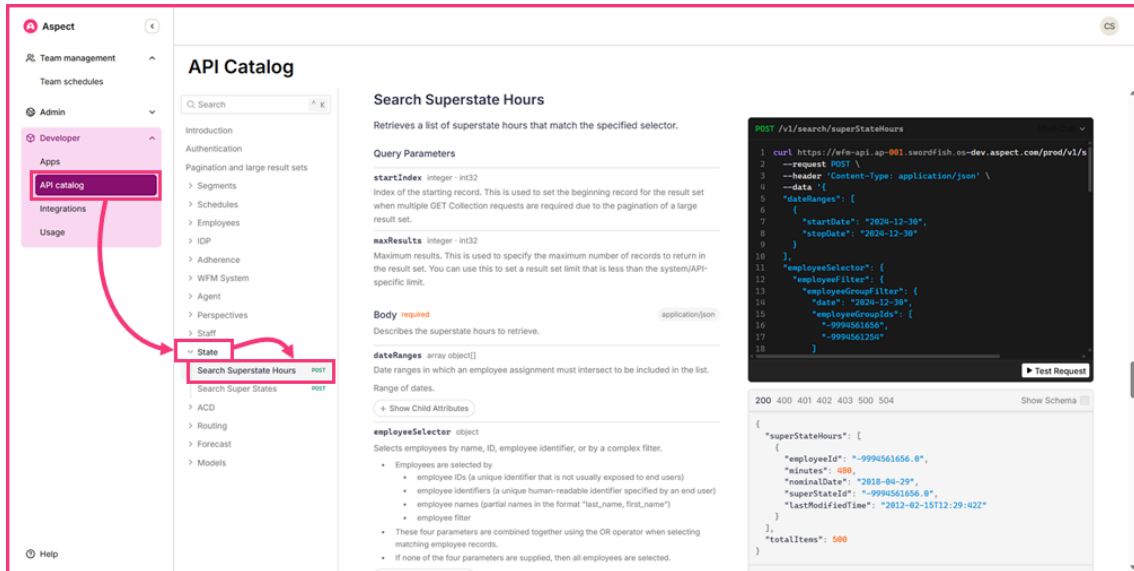 Aspect
CS
Team management
Team schedules
Admin
Developer
Apps
API catalog
Integrations
Usage
Help
API Catalog
Search
^ K
Introduction
Authentication
Pagination and large result sets
Segments
Schedules
Employees
IDP
Adherence
WFM System
Agent
Perspectives
Staff
State
Search Superstate Hours POST
Search Super States POST
ACD
Routing
Forecast
Models
Search Superstate Hours
Retrieves a list of superstate hours that match the specified selector.
Query Parameters
startIndex integer · int32
Index of the starting record. This is used to set the beginning record for the result set
when multiple GET Collection requests are required due to the pagination of a large
result set.
maxResults integer · int32
Maximum results. This is used to specify the maximum number of records to return in
the result set. You can use this to set a result set limit that is less than the system/API-
specific limit.
Body required application/json
Describes the superstate hours to retrieve.
dateRanges array object[]
Date ranges in which an employee assignment must intersect to be included in the list.
Range of dates.
+ Show Child Attributes
employeeSelector object
Selects employees by name, ID, employee identifier, or by a complex filter.
• Employees are selected by
• employee IDs (a unique identifier that is not usually exposed to end users)
• employee identifiers (a unique human-readable identifier specified by an end user)
• employee names (partial names in the format "last_name, first_name")
• employee filter
• These four parameters are combined together using the OR operator when selecting
matching employee records.
• If none of the four parameters are supplied, then all employees are selected.
POST /v1/search/superStateHours
1 curl https://wfm-api.ap-001.swordfish.os-dev.aspect.com/prod/v1/s
2 --request POST \
3 --header 'Content-Type: application/json' \
4 --data '{
5 "dateRanges": [
6 {
7 "startDate": "2024-12-30",
8 "stopDate": "2024-12-30"
9 }
10 ],
11 "employeeSelector": {
12 "employeeFilter": {
13 "employeeGroupFilter": {
14 "date": "2024-12-30",
15 "employeeGroupIds": [
16 "-9994561656",
17 "-9994561254"
18 ]
Test Request
200 400 401 402 403 500 504 Show Schema
{
"superStateHours": [
{
"employeeId": "-9994561656.0",
"minutes": 480,
"nominalDate": "2018-04-29",
"superStateId": "-9994561656.0",
"lastModifiedTime": "2012-02-15T12:29:42Z"
}
],
"totalItems": 500
}